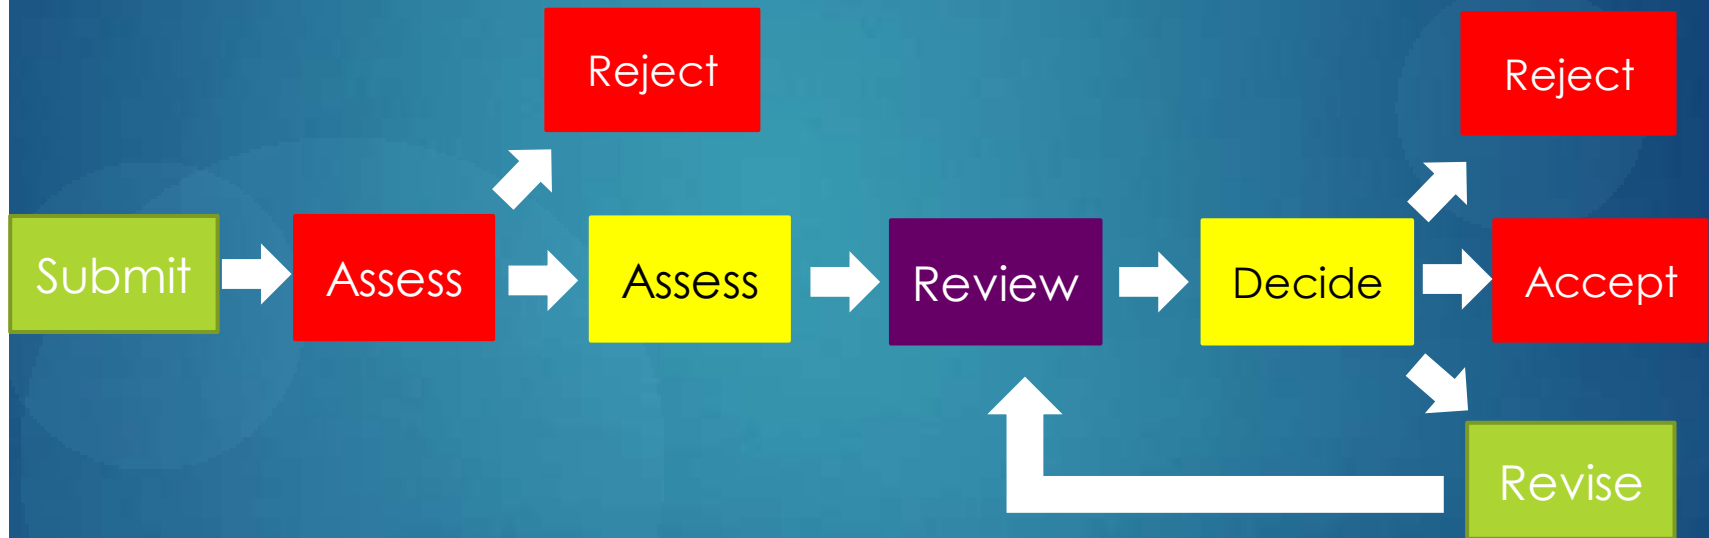 Reject
Reject
Submit
Assess
Assess
Review
Decide
Accept
Revise